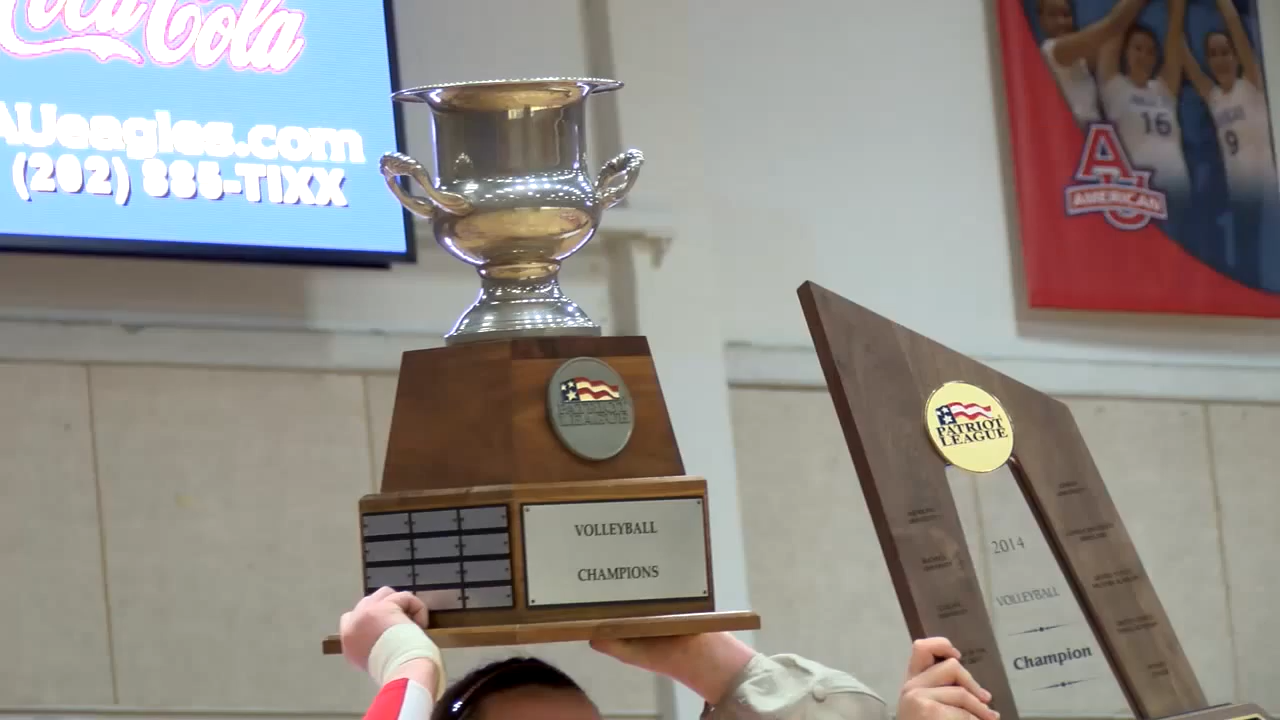 Coca-Cola
AUeagles.com
(202) 885-TIXX
16
9
AU
AMERICAN
PATRIOT
LEAGUE
VOLLEYBALL
CHAMPIONS
PATRIOT
LEAGUE
2014
VOLLEYBALL
Champion